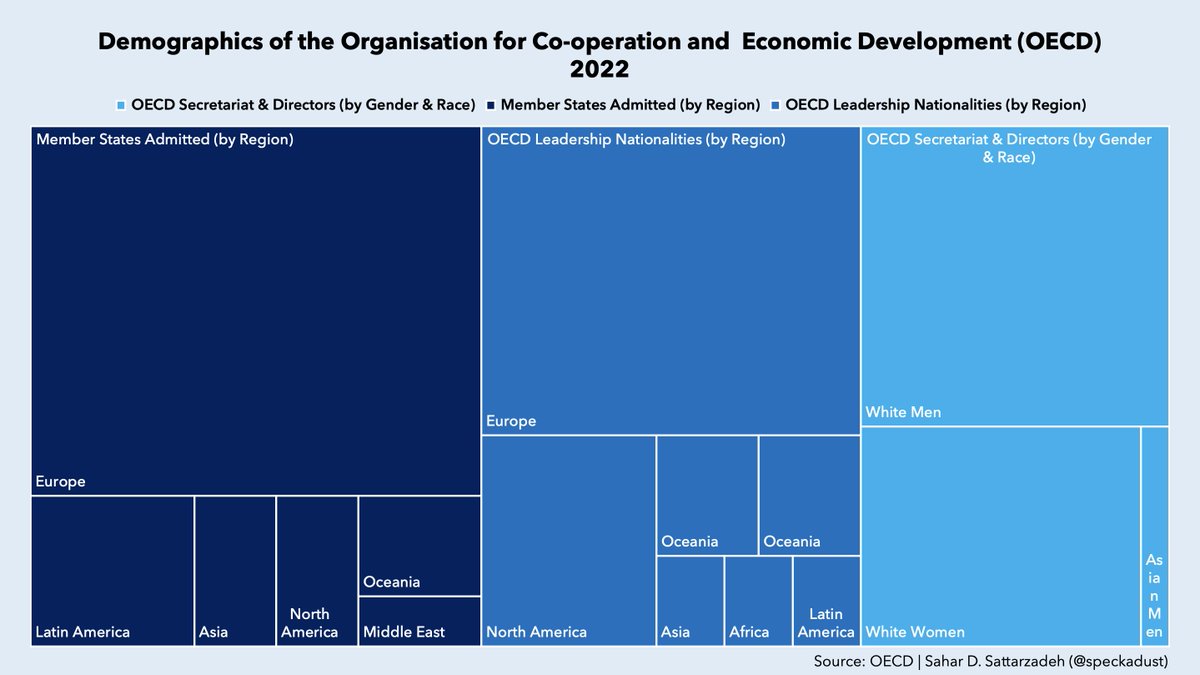 Demographics of the Organisation for Co-operation and  Economic Development (OECD)
2022
OECD Secretariat & Directors (by Gender & Race) Member States Admitted (by Region) OECD Leadership Nationalities (by Region)
Member States Admitted (by Region)
Europe
Latin America
Asia
North
America
Oceania
Middle East
OECD Leadership Nationalities (by Region)
Europe
North America
Oceania
Oceania
Asia
Africa
Latin
America
OECD Secretariat & Directors (by Gender
& Race)
White Men
White Women
As
ia
n
M
en
Source: OECD | Sahar D. Sattarzadeh (@speckadust)